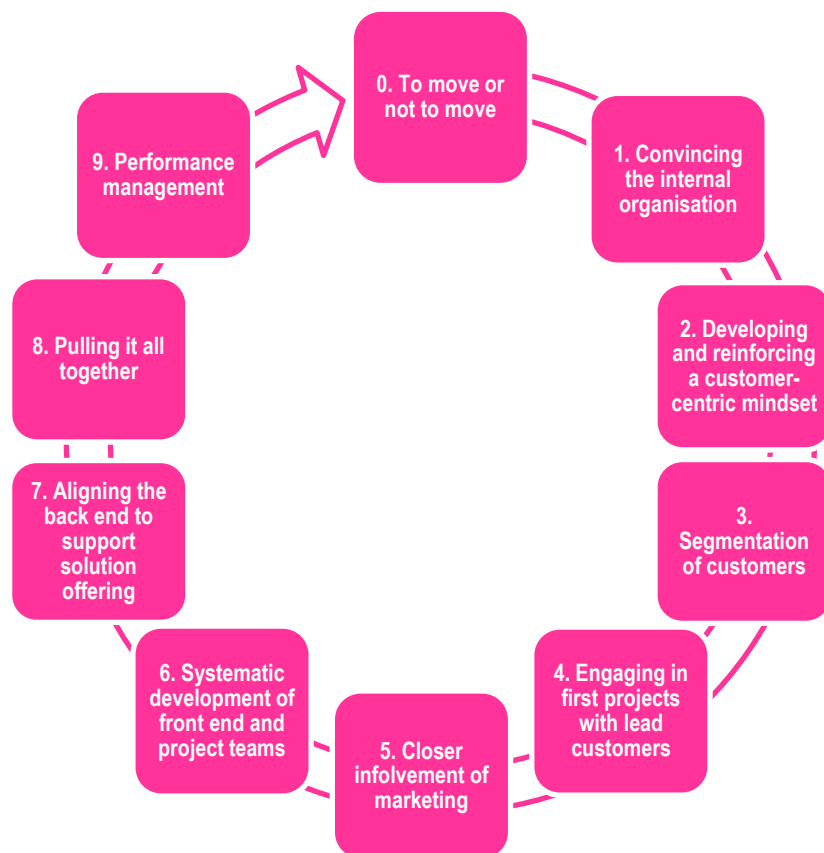 0. To move or
not to move
1. Convincing
the internal
organisation
2. Developing
and reinforcing
a customer-
centric mindset
3.
Segmentation
of customers
4. Engaging in
first projects
with lead
customers
5. Closer
infolvement of
marketing
6. Systematic
development of
front end and
project teams
7. Aligning the
back end to
support
solution
offering
8. Pulling it all
together
9. Performance
management